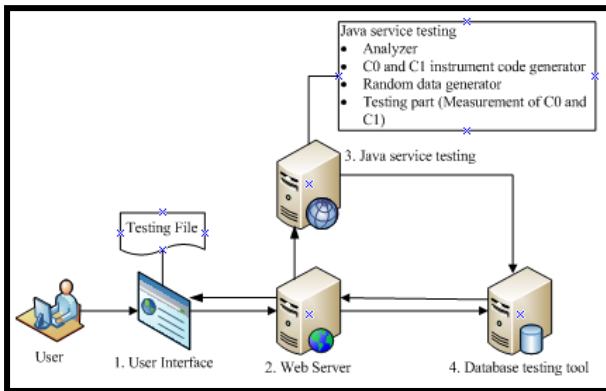 Java service testing
• Analyzer
• C0 and C1 instrument code generator
• Random data generator
• Testing part (Measurement of C0 and
C1)
3. Java service testing
Testing File
User
1. User Interface
2. Web Server
4. Database testing tool